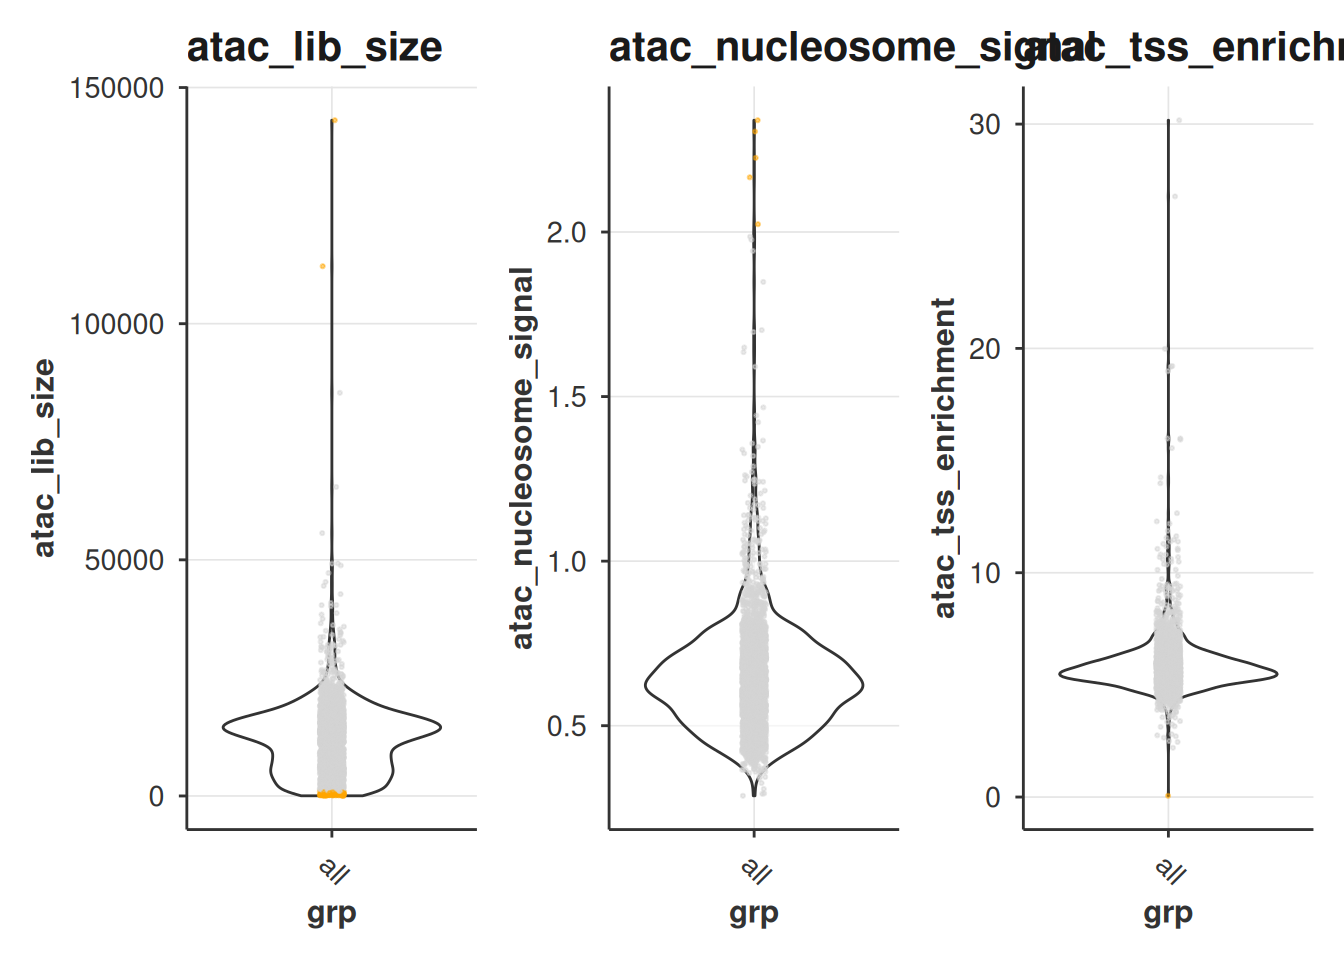 atac_lib_size
150000
100000
50000
0
atac_lib_size
all
grp
atac_nucleosome_signal
2.0
1.5
1.0
0.5
atac_nucleosome_signal
all
grp
atac_tss_enrichm
30
20
10
0
atac_tss_enrichment
all
grp